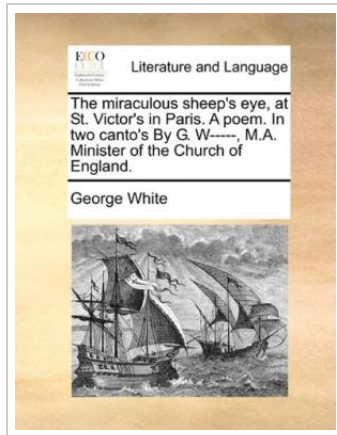 ECCO
Literature and Language
The miraculous sheep's eye, at
St. Victor's in Paris. A poem. In
two canto's By G. W-----, M.A.
Minister of the Church of
England.
George White